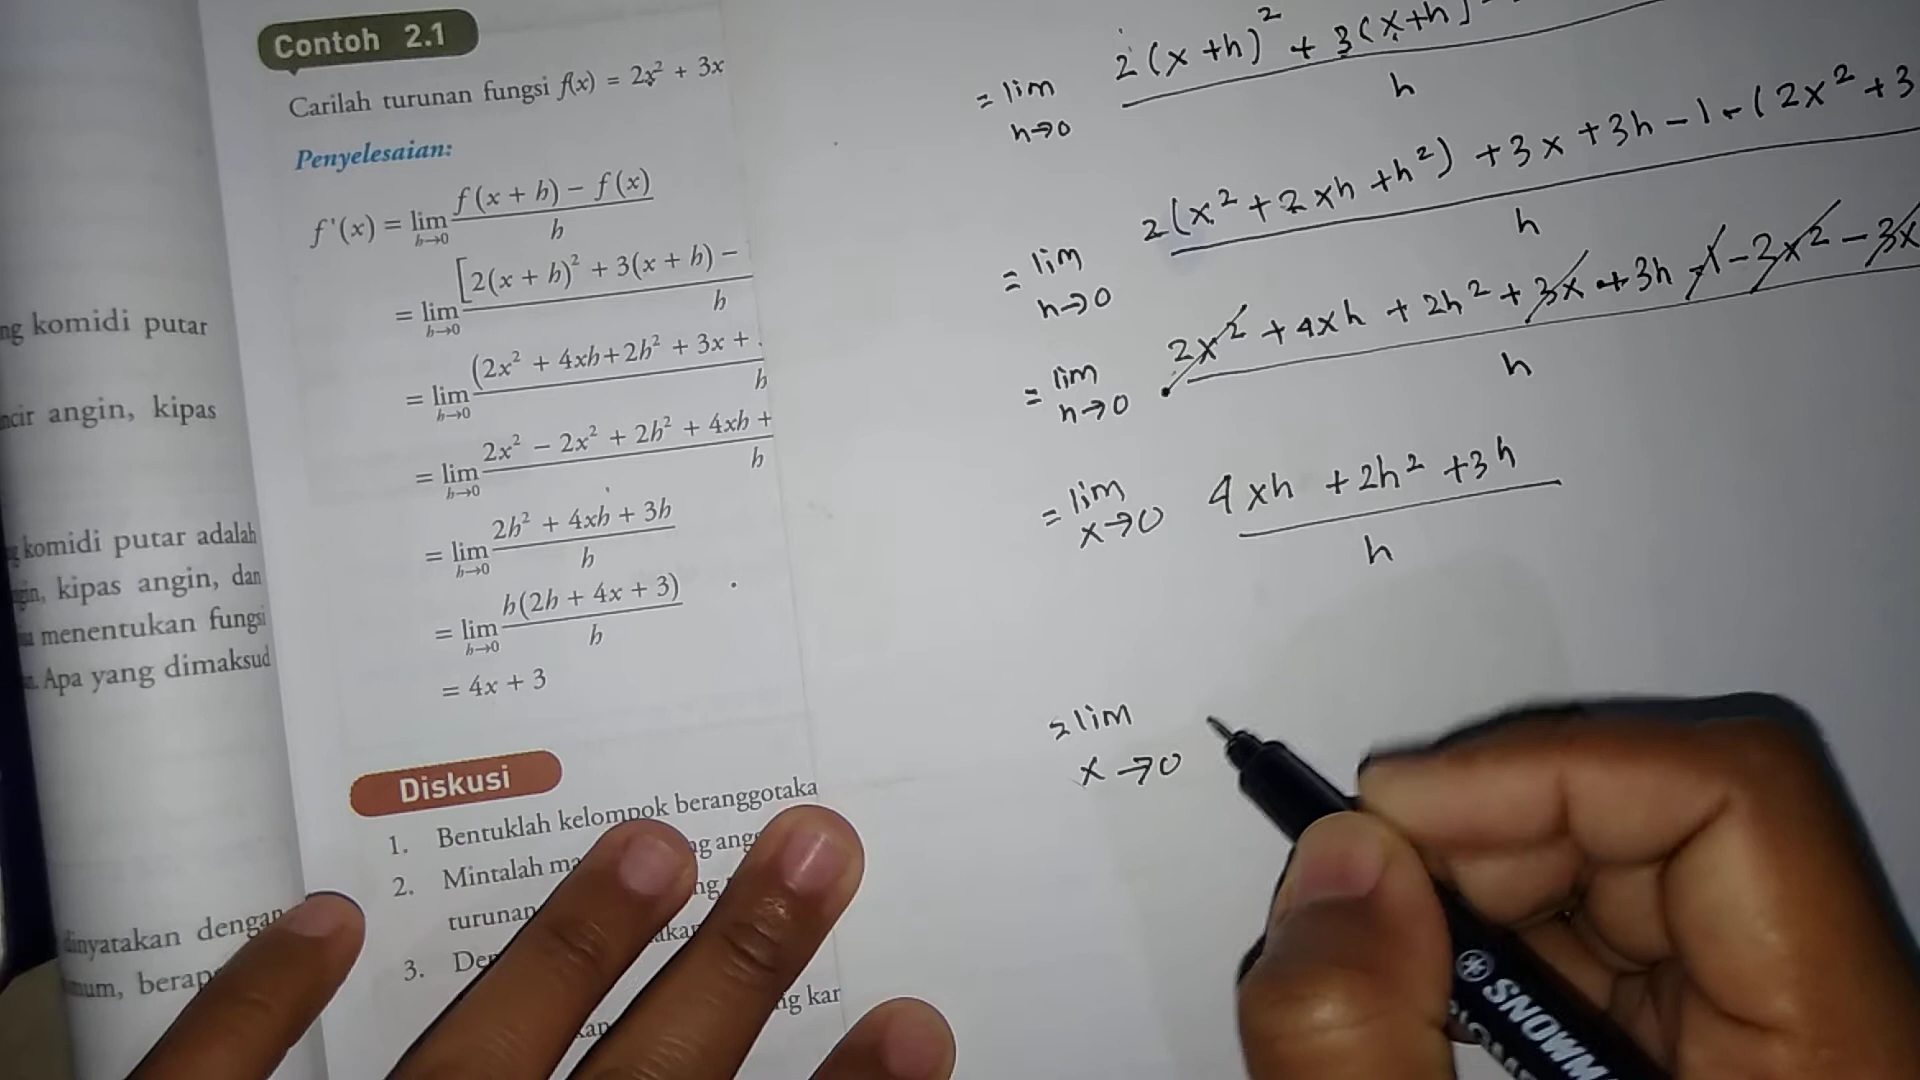 ng komidi putar
angin, kipas
komidi putar adalah
kipas angin, dan
menentukan fungsi
Apa yang dimaksud
dinyatakan dengan
Contoh 2.1
Carilah turunan fungsi f(x) = 2x² + 3x
Penyelesaian:
f'(x) = lim h→0 f(x + h) − f(x) / h
= lim h→0 [2(x + h)² + 3(x + h) − / h
= lim h→0 (2x² + 4xh + 2h² + 3x + / h
= lim h→0 2x² − 2x² + 2h² + 4xh + / h
= lim h→0 2h² + 4xh + 3h / h
= lim h→0 h(2h + 4x + 3) / h
= 4x + 3
Diskusi
1. Bentuklah kelompok beranggotaka
2. Mintalah
turunan
3.
= lim h→0 2(x+h)² + 3(x+h) / h
= lim h→0 2(x² + 2xh + h²) + 3x + 3h − 1 − (2x² + 3 / h
= lim h→0 2x² + 4xh + 2h² + 3x + 3h − 1 − 2x² − 3x / h
= lim x→0 4xh + 2h² + 3h / h
= lim x→0
SNOWM